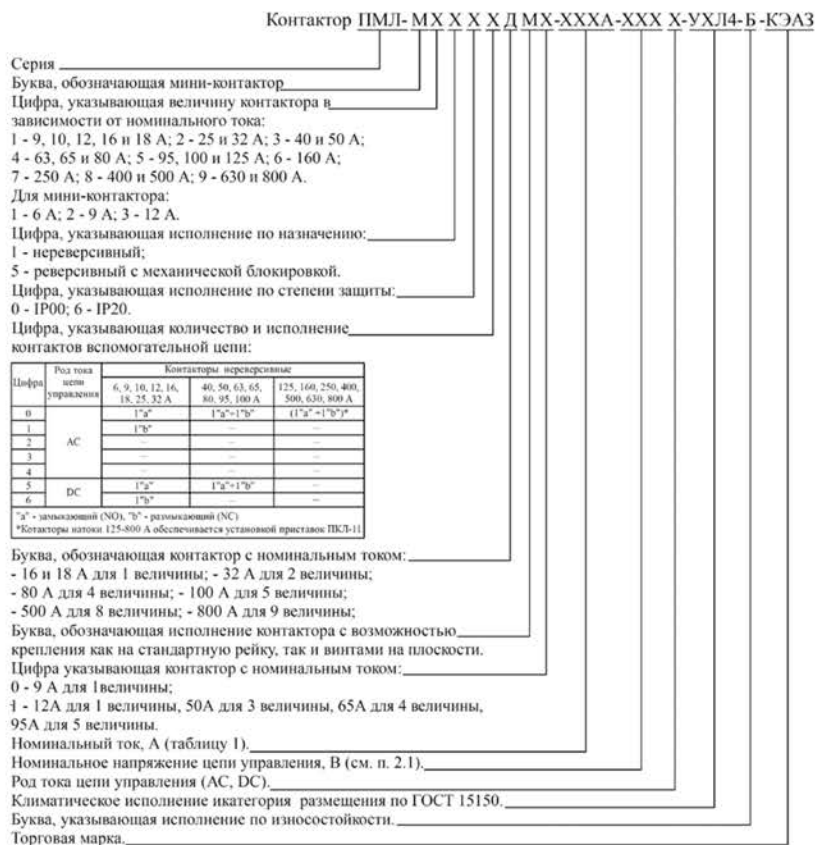 Контактор ПМЛ-МХ Х Х Х Д МХ-ХХХА-ХХХ Х-УХЛ4-Б-КЭАЗ
Серия
Буква, обозначающая мини-контактор
Цифра, указывающая величину контактора в
зависимости от номинального тока:
1 - 9, 10, 12, 16 и 18 А; 2 - 25 и 32 А; 3 - 40 и 50 А;
4 - 63, 65 и 80 А; 5 - 95, 100 и 125 А; 6 - 160 А;
7 - 250 А; 8 - 400 и 500 А; 9 - 630 и 800 А.
Для мини-контактора:
1 - 6 А; 2 - 9 А; 3 - 12 А.
Цифра, указывающая исполнение по назначению:
1 - нереверсивный;
5 - реверсивный с механической блокировкой.
Цифра, указывающая исполнение по степени защиты:
0 - IP00; 6 - IP20.
Цифра, указывающая количество и исполнение
контактов вспомогательной цепи:
Цифра Род тока цепи управления Контакторы нереверсивные
6, 9, 10, 12, 16, 18, 25, 32 А 40, 50, 63, 65, 80, 95, 100 А 125, 160, 250, 400, 500, 630, 800 А
0 АС 1"а" 1"а"+1"b" (1"а" +1"b")*
1 1"b" – –
2 – – –
3 – – –
4 – – –
5 DC 1"а" 1"а"+1"b" –
6 1"b" – –
"а" - замыкающий (NO), "b" - размыкающий (NC)
*Котакторы натоки 125-800 А обеспечивается установкой приставок ПКЛ-11
Буква, обозначающая контактор с номинальным током:
- 16 и 18 А для 1 величины; - 32 А для 2 величины;
- 80 А для 4 величины; - 100 А для 5 величины;
- 500 А для 8 величины; - 800 А для 9 величины;
Буква, обозначающая исполнение контактора с возможностью
крепления как на стандартную рейку, так и винтами на плоскости.
Цифра указывающая контактор с номинальным током:
0 - 9 А для 1величины;
1 - 12А для 1 величины, 50А для 3 величины, 65А для 4 величины,
95А для 5 величины.
Номинальный ток, А (таблицу 1).
Номинальное напряжение цепи управления, В (см. п. 2.1).
Род тока цепи управления (АС, DC).
Климатическое исполнение икатегория размещения по ГОСТ 15150.
Буква, указывающая исполнение по износостойкости.
Торговая марка.